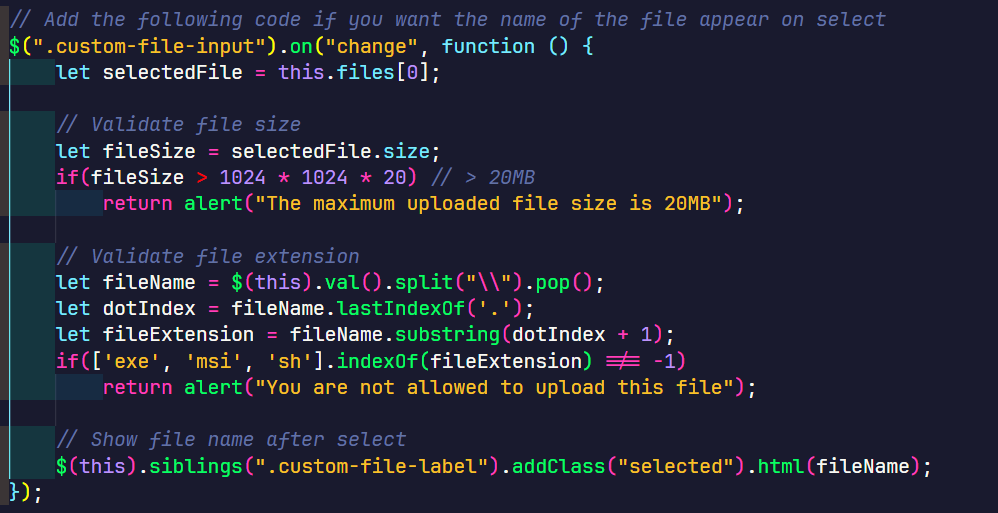 // Add the following code if you want the name of the file appear on select
$(".custom-file-input").on("change", function () {
let selectedFile = this.files[0];
// Validate file size
let fileSize = selectedFile.size;
if(fileSize > 1024 * 1024 * 20) // > 20MB
return alert("The maximum uploaded file size is 20MB");
// Validate file extension
let fileName = $(this).val().split("\\").pop();
let dotIndex = fileName.lastIndexOf('.');
let fileExtension = fileName.substring(dotIndex + 1);
if(['exe', 'msi', 'sh'].indexOf(fileExtension) !== -1)
return alert("You are not allowed to upload this file");
// Show file name after select
$(this).siblings(".custom-file-label").addClass("selected").html(fileName);
});